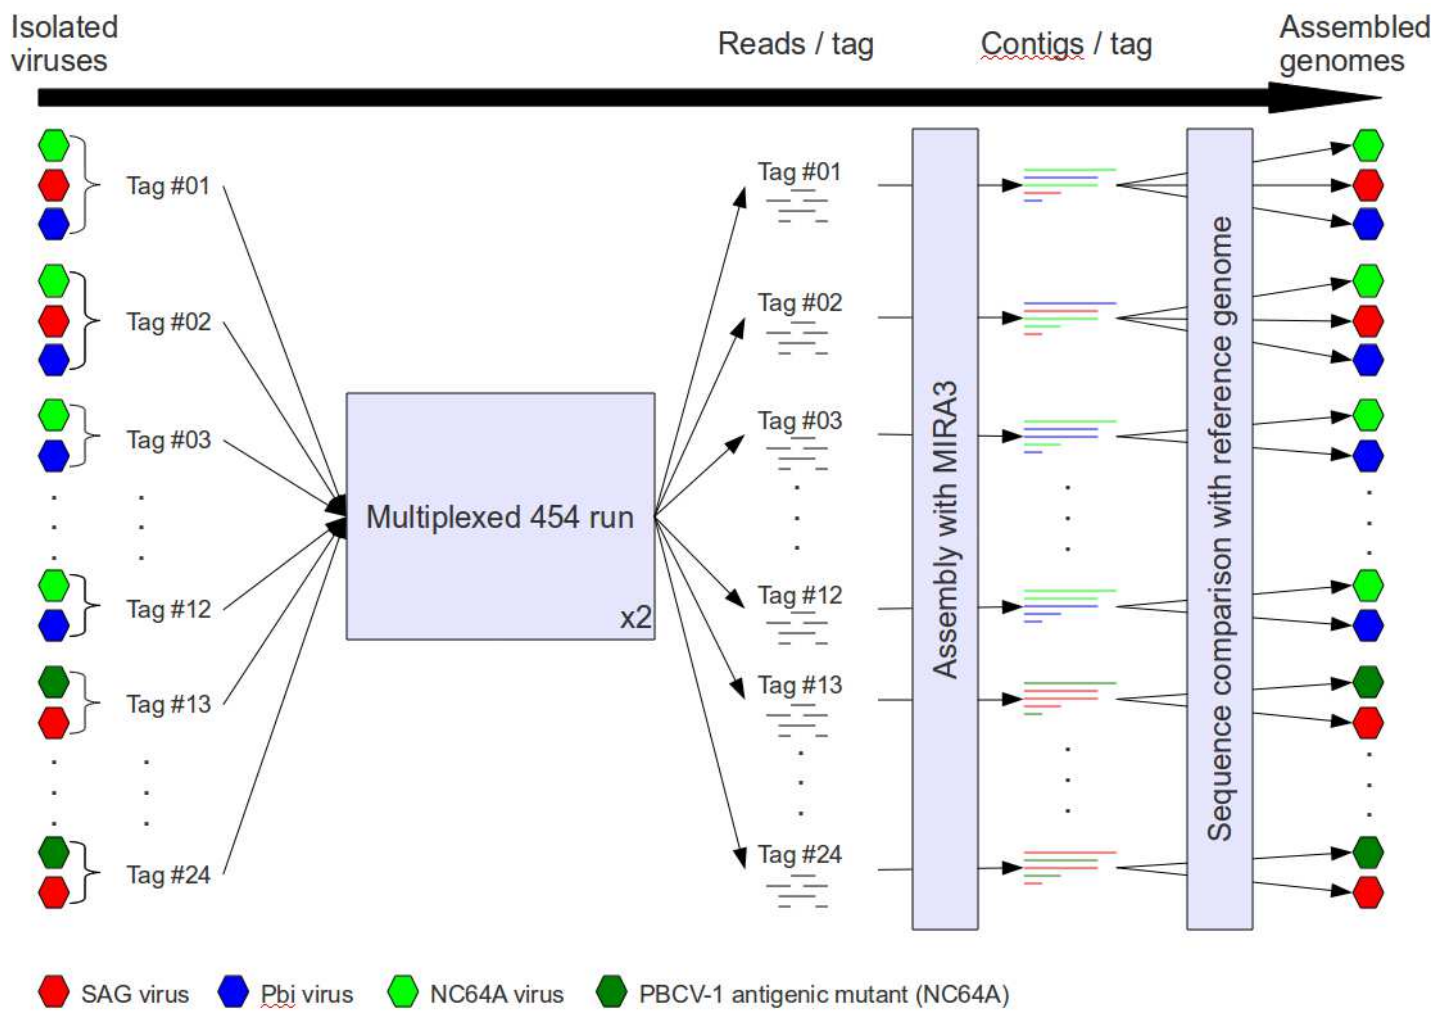 Isolated
viruses
Reads / tag
Contigs / tag
Assembled
genomes
Tag #01
Tag #02
Tag #03
Tag #12
Tag #13
Tag #24
Multiplexed 454 run
x2
Tag #01
Tag #02
Tag #03
Tag #12
Tag #13
Tag #24
Assembly with MIRA3
Sequence comparison with reference genome
SAG virus
Pbi virus
NC64A virus
PBCV-1 antigenic mutant (NC64A)